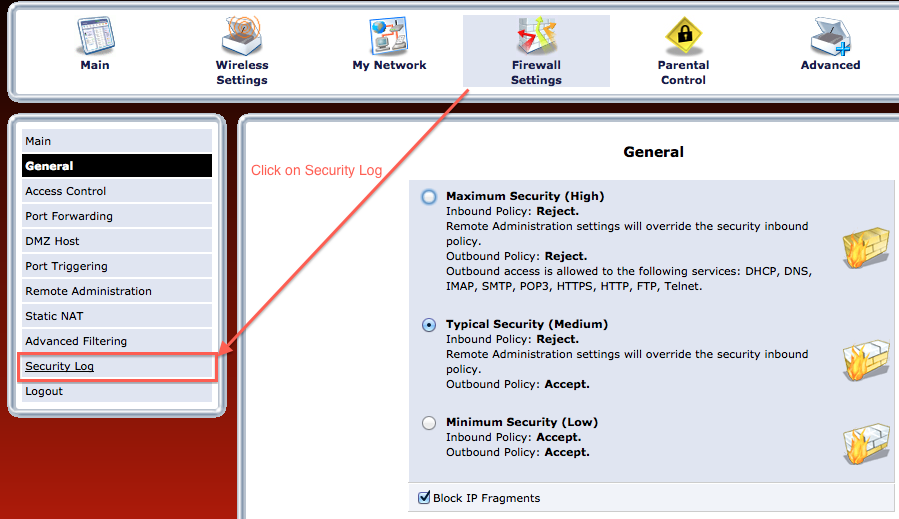 Main
Wireless
Settings
My Network
Firewall
Settings
Parental
Control
Advanced
Main
General
Access Control
Port Forwarding
DMZ Host
Port Triggering
Remote Administration
Static NAT
Advanced Filtering
Security Log
Logout
Click on Security Log
General
Maximum Security (High)
Inbound Policy: Reject.
Remote Administration settings will override the security inbound
policy.
Outbound Policy: Reject.
Outbound access is allowed to the following services: DHCP, DNS,
IMAP, SMTP, POP3, HTTPS, HTTP, FTP, Telnet.
Typical Security (Medium)
Inbound Policy: Reject.
Remote Administration settings will override the security inbound
policy.
Outbound Policy: Accept.
Minimum Security (Low)
Inbound Policy: Accept.
Outbound Policy: Accept.
Block IP Fragments